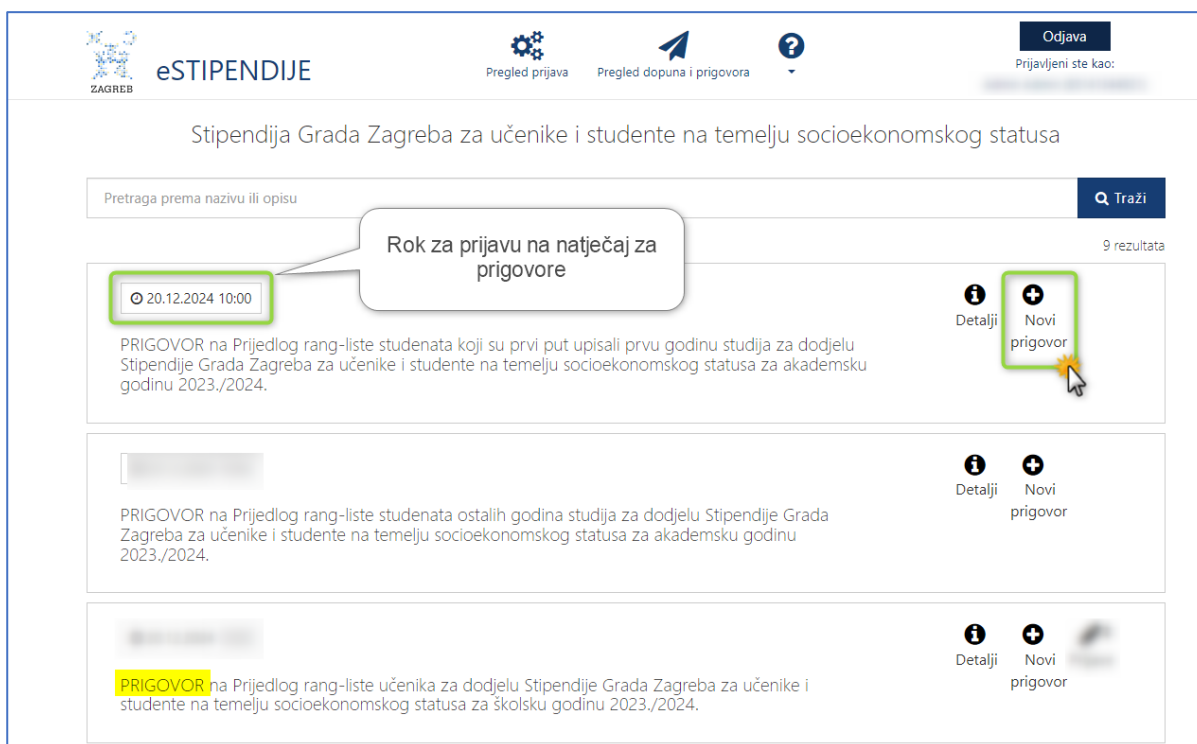 ZAGREB
eSTIPENDIJE
Pregled prijava
Pregled dopuna i prigovora
Odjava
Prijavljeni ste kao:
Stipendija Grada Zagreba za učenike i studente na temelju socioekonomskog statusa
Pretraga prema nazivu ili opisu
Traži
9 rezultata
Rok za prijavu na natječaj za
prigovore
20.12.2024 10:00
Detalji
Novi
prigovor
PRIGOVOR na Prijedlog rang-liste studenata koji su prvi put upisali prvu godinu studija za dodjelu
Stipendije Grada Zagreba za učenike i studente na temelju socioekonomskog statusa za akademsku
godinu 2023./2024.
Detalji
Novi
prigovor
PRIGOVOR na Prijedlog rang-liste studenata ostalih godina studija za dodjelu Stipendije Grada
Zagreba za učenike i studente na temelju socioekonomskog statusa za akademsku godinu
2023./2024.
Detalji
Novi
prigovor
PRIGOVOR na Prijedlog rang-liste učenika za dodjelu Stipendije Grada Zagreba za učenike i
studente na temelju socioekonomskog statusa za školsku godinu 2023./2024.